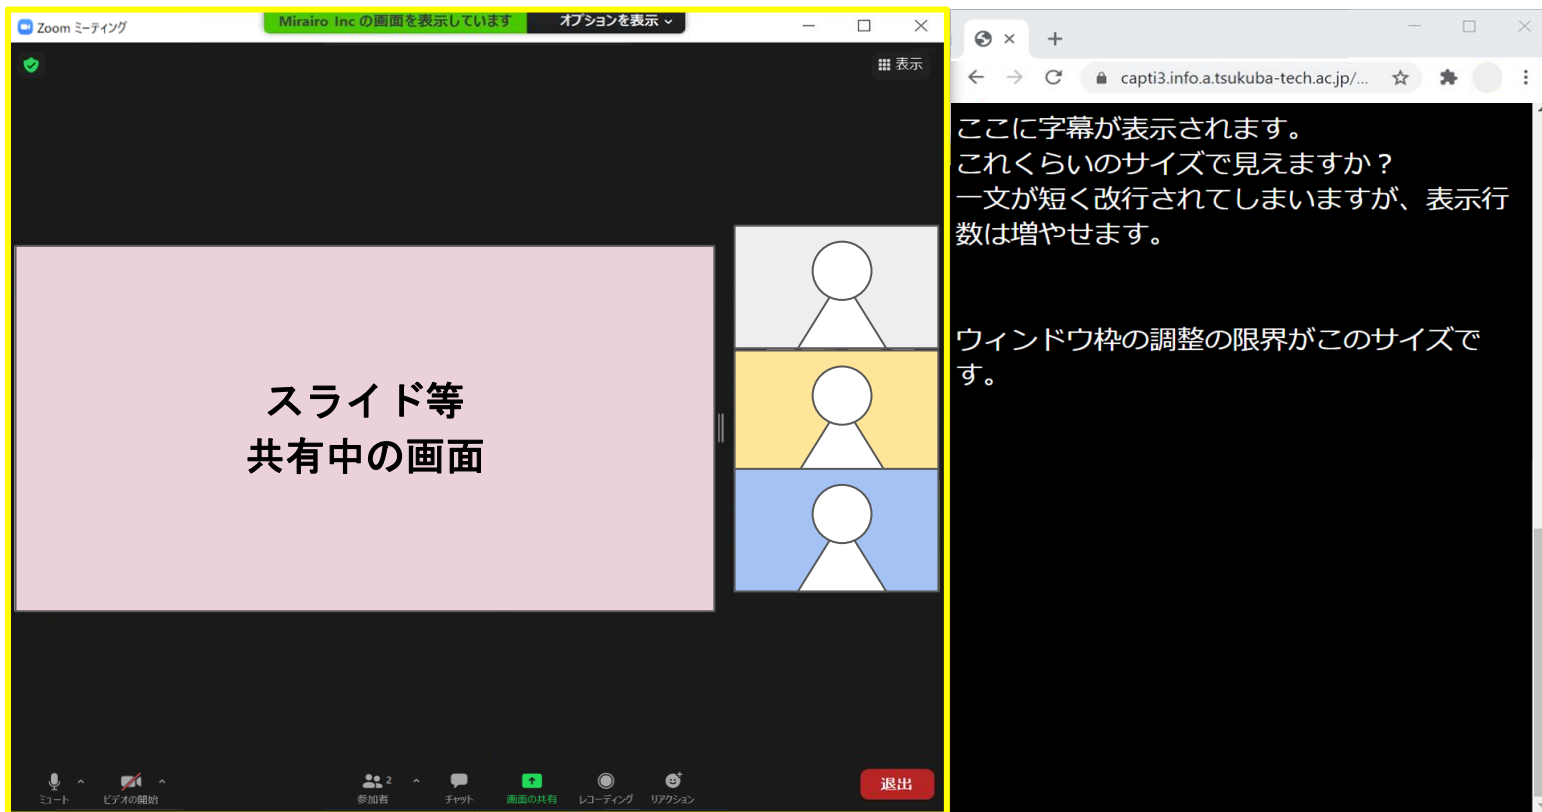 Zoom ミーティング
Mirairo Inc の画面を表示しています
オプションを表示
表示
スライド等
共有中の画面
ミュート
ビデオの開始
2
参加者
チャット
画面の共有
レコーディング
リアクション
退出
capti3.info.a.tsukuba-tech.ac.jp/...
ここに字幕が表示されます。
これくらいのサイズで見えますか？
一文が短く改行されてしまいますが、表示行
数は増やせます。
ウィンドウ枠の調整の限界がこのサイズで
す。